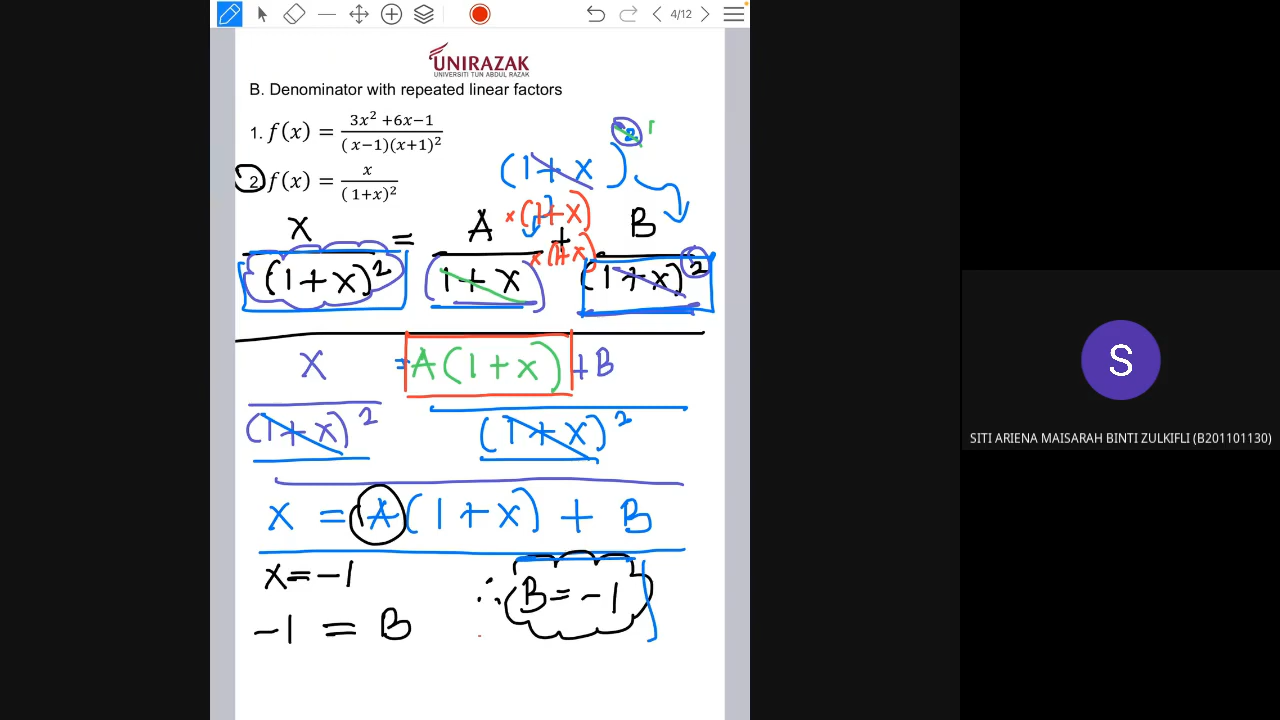 4/12
UNIRAZAK
UNIVERSITI TUN ABDUL RAZAK
B. Denominator with repeated linear factors
1. f(x) = 3x² +6x−1 / (x−1)(x+1)²
2. f(x) = x / (1+x)²
(1+x)² 1
×(1+x)
x / (1+x)² = A / (1+x) + B / (1+x)²
x / (1+x)² = A(1+x) + B / (1+x)²
x = A(1+x) + B
x = −1
−1 = B ∴ B = −1
S
SITI ARIENA MAISARAH BINTI ZULKIFLI (B201101130)